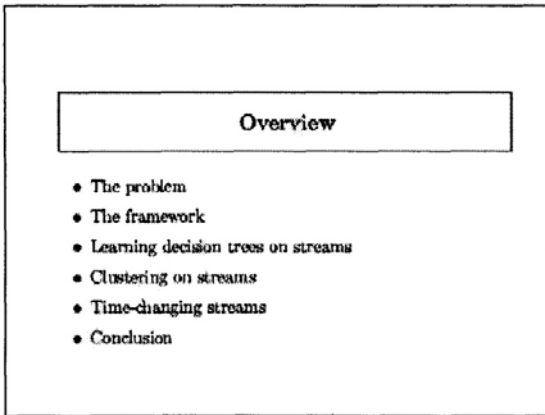 Overview
• The problem
• The framework
• Learning decision trees on streams
• Clustering on streams
• Time-changing streams
• Conclusion